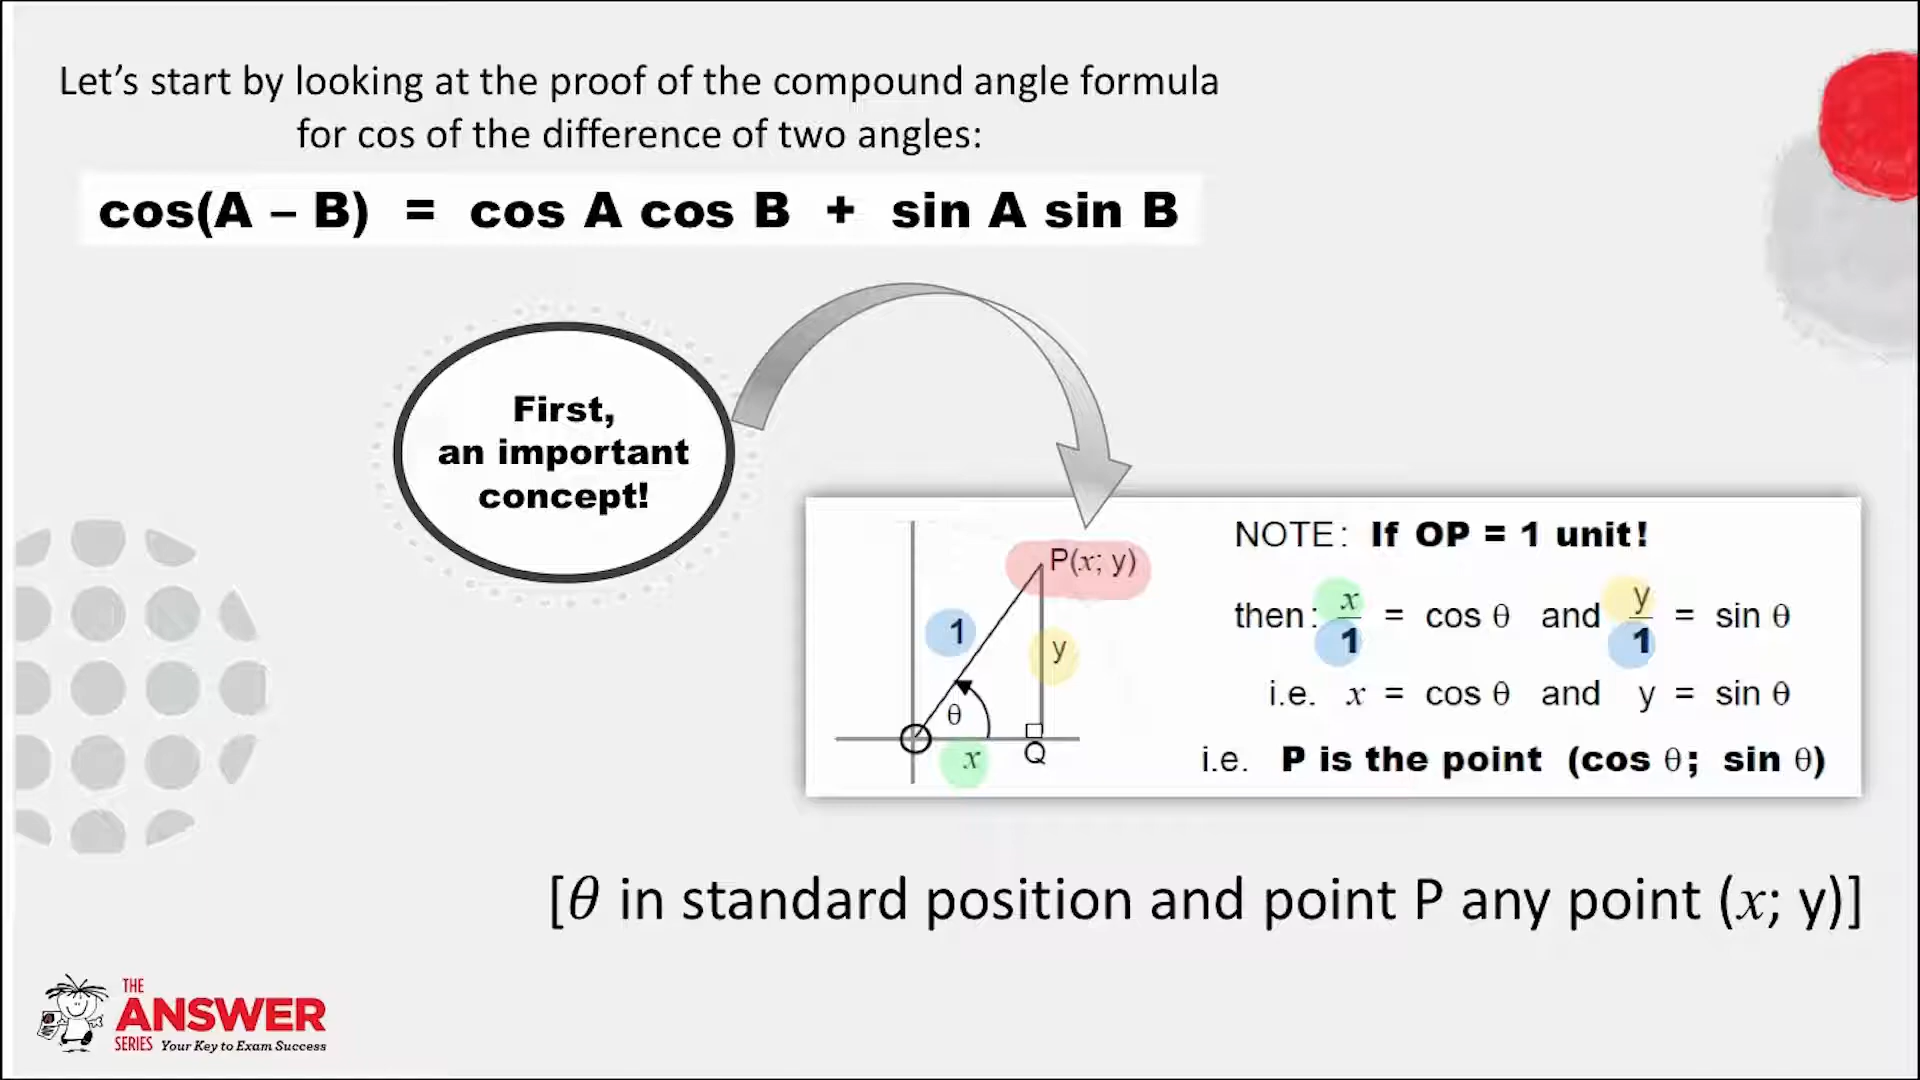 Let’s start by looking at the proof of the compound angle formula
for cos of the difference of two angles:
cos(A – B) = cos A cos B + sin A sin B
First,
an important
concept!
P(x; y)
1
y
θ
x
Q
NOTE: If OP = 1 unit!
then: x/1 = cos θ and y/1 = sin θ
i.e. x = cos θ and y = sin θ
i.e. P is the point (cos θ; sin θ)
[θ in standard position and point P any point (x; y)]
THE
ANSWER
SERIES Your Key to Exam Success